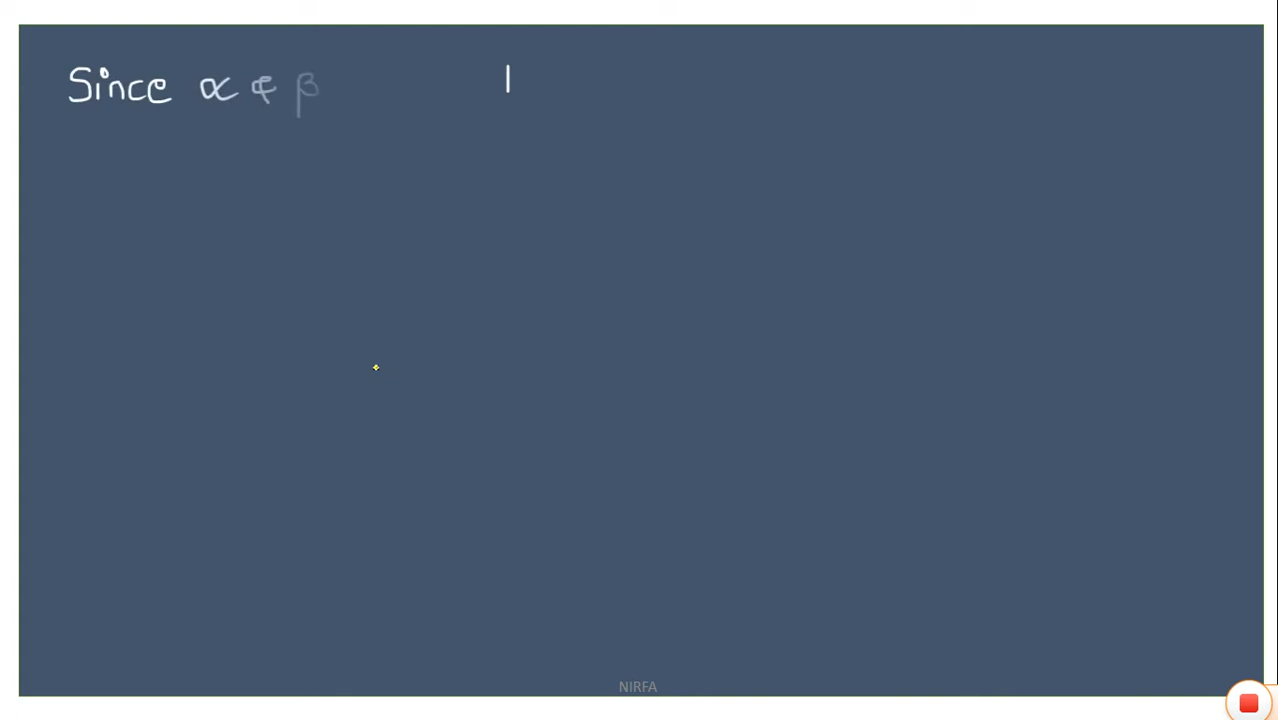 Since α & β |
NIRFA